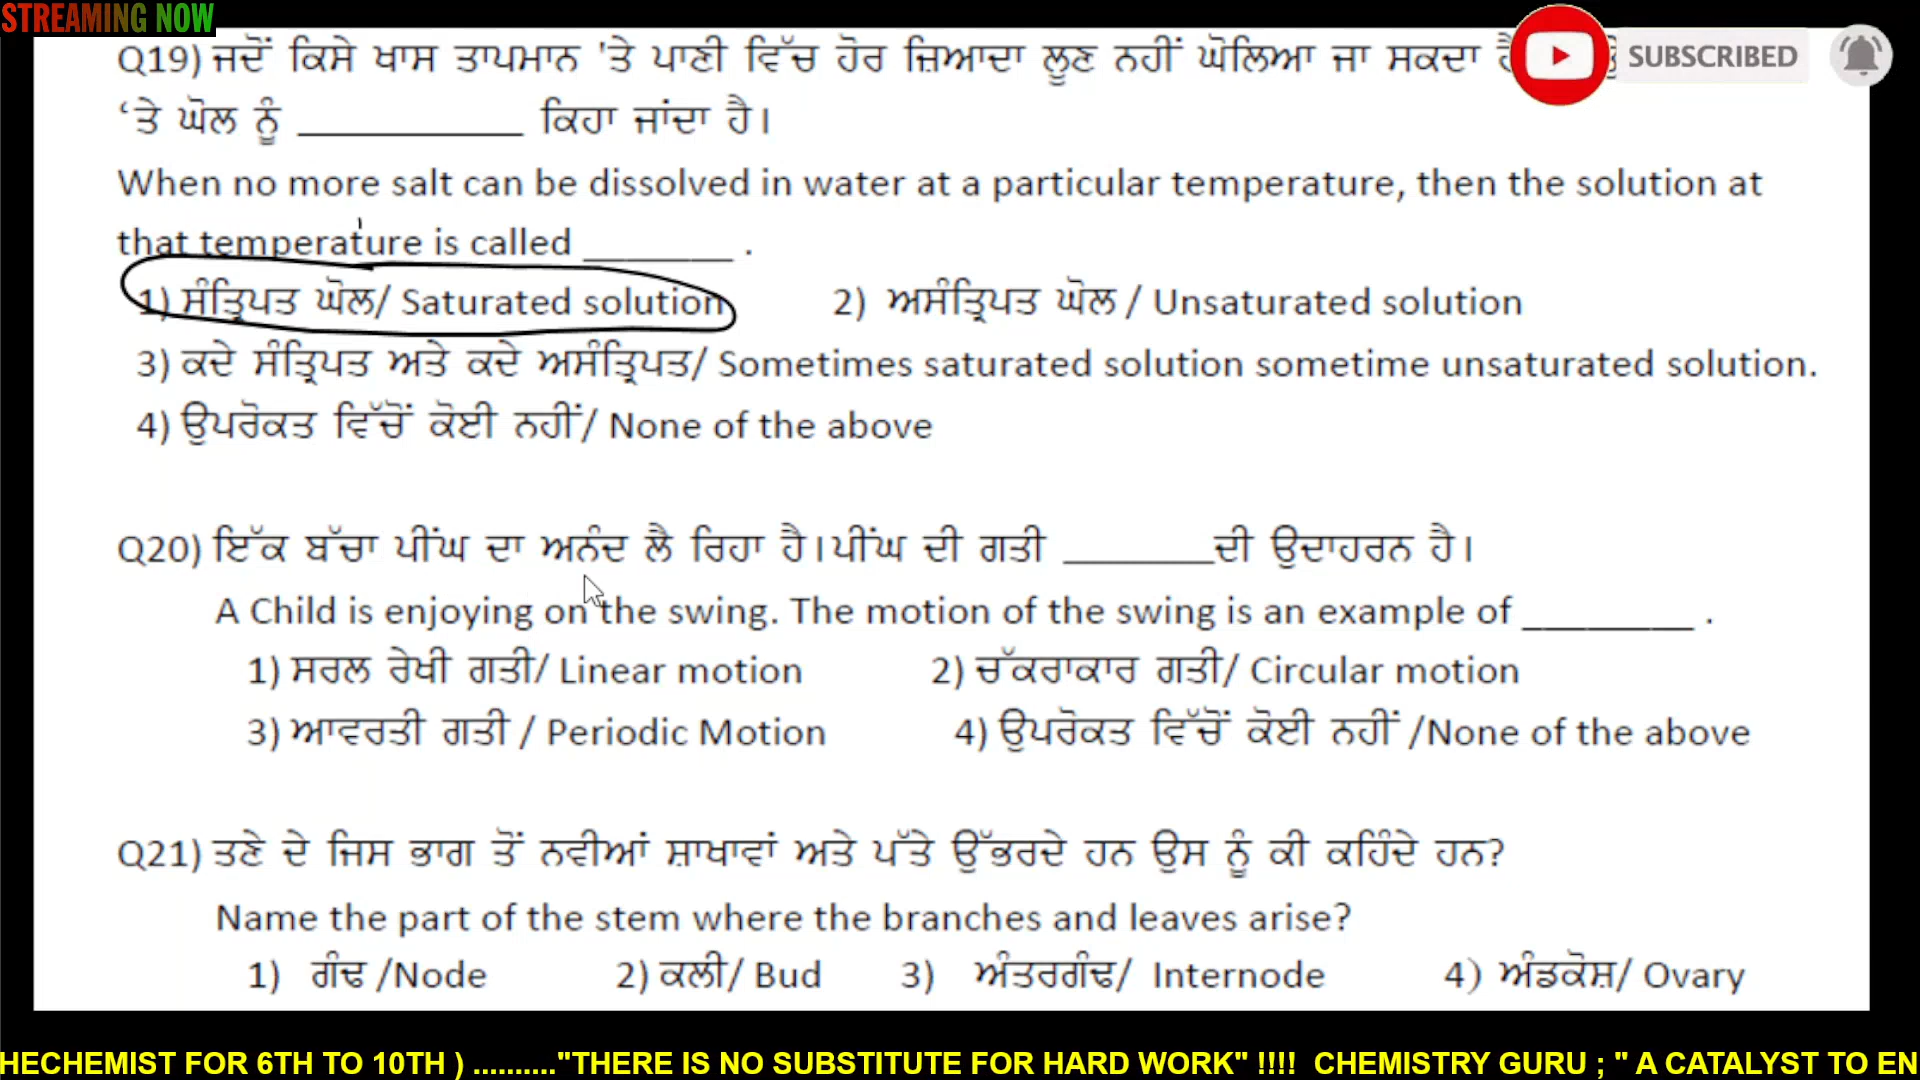 STREAMING NOW
Q19) ਜਦੋਂ ਕਿਸੇ ਖਾਸ ਤਾਪਮਾਨ 'ਤੇ ਪਾਣੀ ਵਿੱਚ ਹੋਰ ਜ਼ਿਆਦਾ ਲੂਣ ਨਹੀਂ ਘੋਲਿਆ ਜਾ ਸਕਦਾ
SUBSCRIBED
‘ਤੇ ਘੋਲ ਨੂੰ ___________ ਕਿਹਾ ਜਾਂਦਾ ਹੈ।
When no more salt can be dissolved in water at a particular temperature, then the solution at
that temperature is called _______ .
1) ਸੰਤ੍ਰਿਪਤ ਘੋਲ/ Saturated solution 2) ਅਸੰਤ੍ਰਿਪਤ ਘੋਲ / Unsaturated solution
3) ਕਦੇ ਸੰਤ੍ਰਿਪਤ ਅਤੇ ਕਦੇ ਅਸੰਤ੍ਰਿਪਤ/ Sometimes saturated solution sometime unsaturated solution.
4) ਉਪਰੋਕਤ ਵਿੱਚੋਂ ਕੋਈ ਨਹੀਂ/ None of the above
Q20) ਇੱਕ ਬੱਚਾ ਪੀਂਘ ਦਾ ਅਨੰਦ ਲੈ ਰਿਹਾ ਹੈ।ਪੀਂਘ ਦੀ ਗਤੀ _______ਦੀ ਉਦਾਹਰਨ ਹੈ।
A Child is enjoying on the swing. The motion of the swing is an example of ________ .
1) ਸਰਲ ਰੇਖੀ ਗਤੀ/ Linear motion 2) ਚੱਕਰਾਕਾਰ ਗਤੀ/ Circular motion
3) ਆਵਰਤੀ ਗਤੀ / Periodic Motion 4) ਉਪਰੋਕਤ ਵਿੱਚੋਂ ਕੋਈ ਨਹੀਂ /None of the above
Q21) ਤਣੇ ਦੇ ਜਿਸ ਭਾਗ ਤੋਂ ਨਵੀਆਂ ਸ਼ਾਖਾਵਾਂ ਅਤੇ ਪੱਤੇ ਉੱਭਰਦੇ ਹਨ ਉਸ ਨੂੰ ਕੀ ਕਹਿੰਦੇ ਹਨ?
Name the part of the stem where the branches and leaves arise?
1) ਗੰਢ /Node 2) ਕਲੀ/ Bud 3) ਅੰਤਰਗੰਢ/ Internode 4) ਅੰਡਕੋਸ਼/ Ovary
HECHEMIST FOR 6TH TO 10TH ) .........."THERE IS NO SUBSTITUTE FOR HARD WORK" !!!! CHEMISTRY GURU ; " A CATALYST TO EN